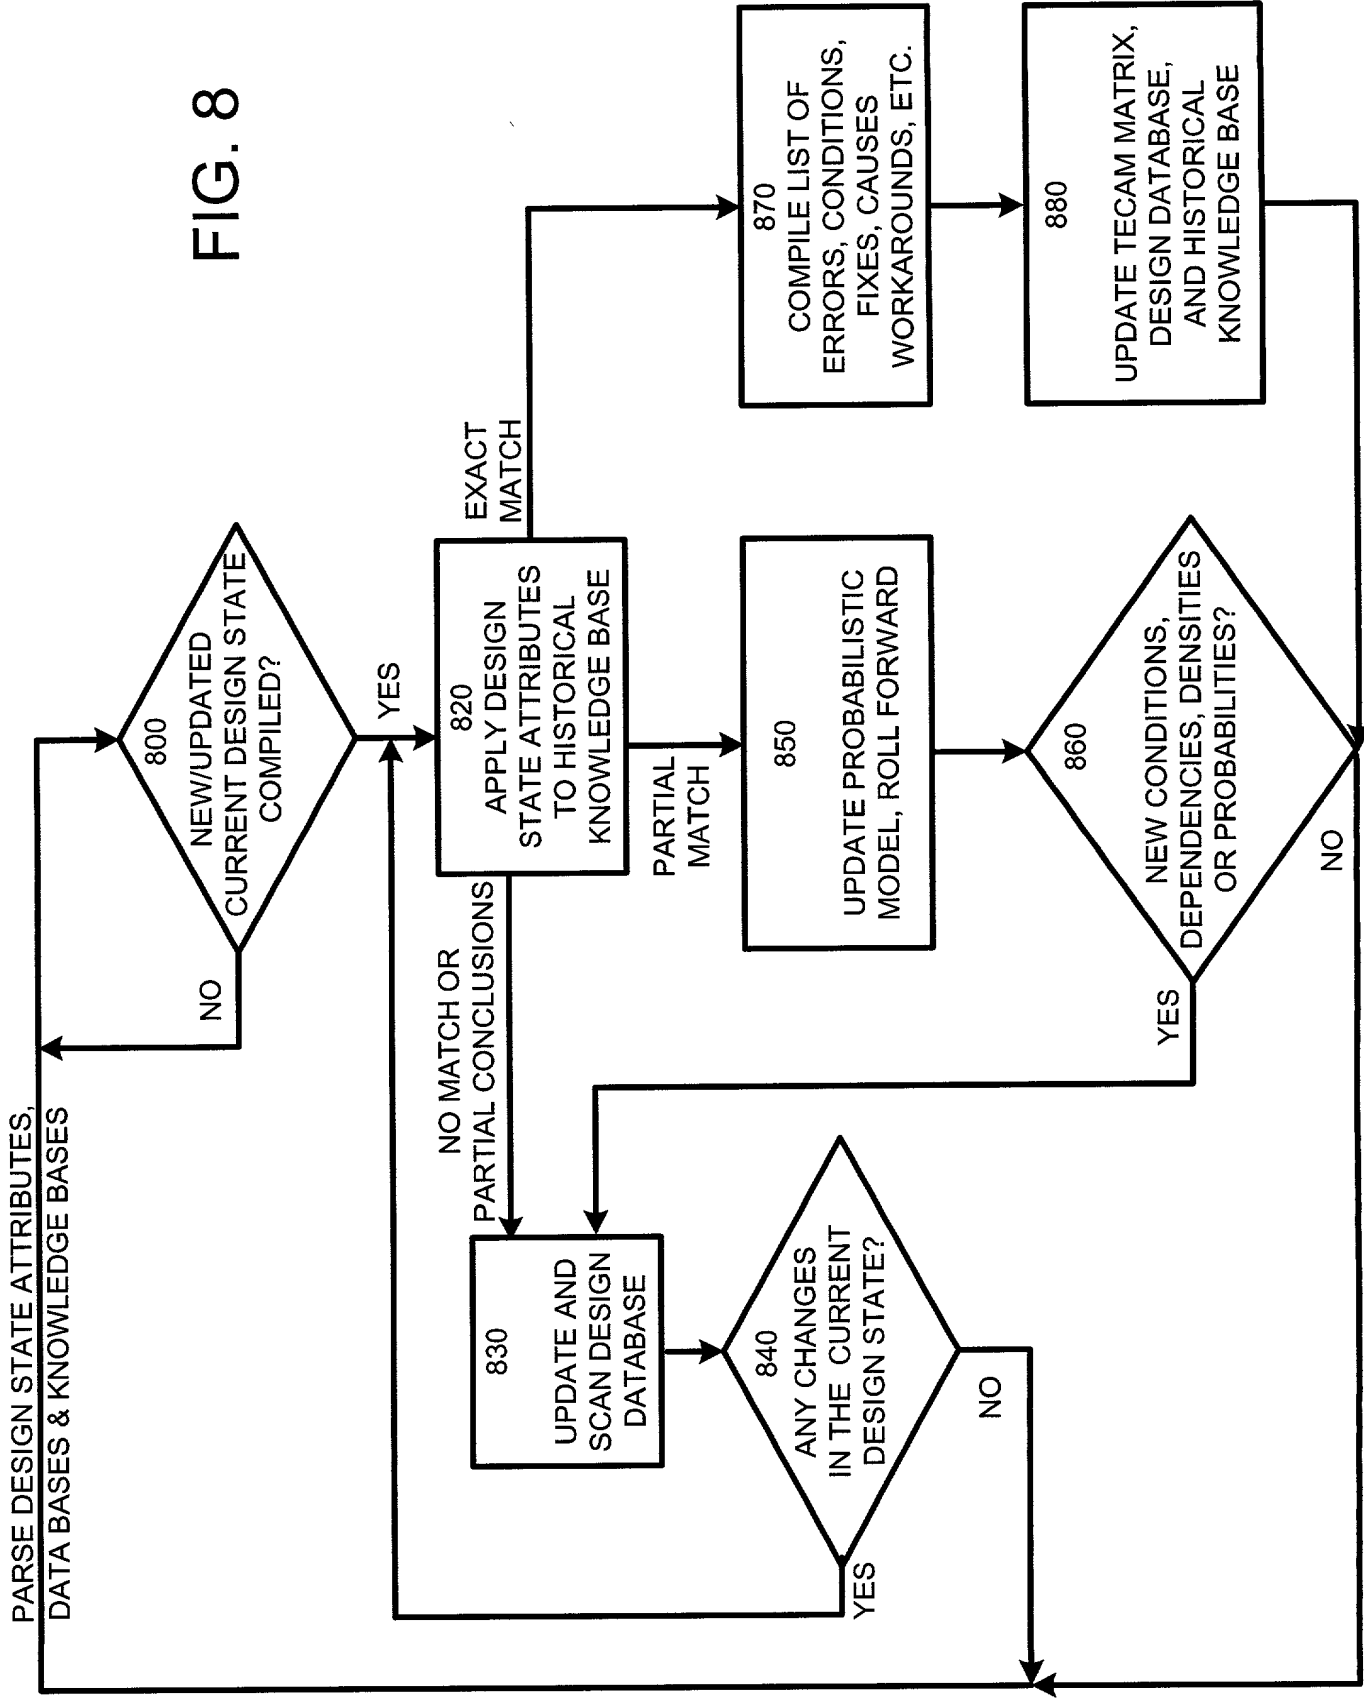 FIG. 8
PARSE DESIGN STATE ATTRIBUTES,
DATA BASES & KNOWLEDGE BASES
800
NEW/UPDATED
CURRENT DESIGN STATE
COMPILED?
NO
YES
820
APPLY DESIGN
STATE ATTRIBUTES
TO HISTORICAL
KNOWLEDGE BASE
NO MATCH OR
PARTIAL CONCLUSIONS
PARTIAL
MATCH
EXACT
MATCH
830
UPDATE AND
SCAN DESIGN
DATABASE
840
ANY CHANGES
IN THE CURRENT
DESIGN STATE?
YES
NO
850
UPDATE PROBABILISTIC
MODEL, ROLL FORWARD
860
NEW CONDITIONS,
DEPENDENCIES, DENSITIES
OR PROBABILITIES?
YES
NO
870
COMPILE LIST OF
ERRORS, CONDITIONS,
FIXES, CAUSES
WORKAROUNDS, ETC.
880
UPDATE TECAM MATRIX,
DESIGN DATABASE,
AND HISTORICAL
KNOWLEDGE BASE